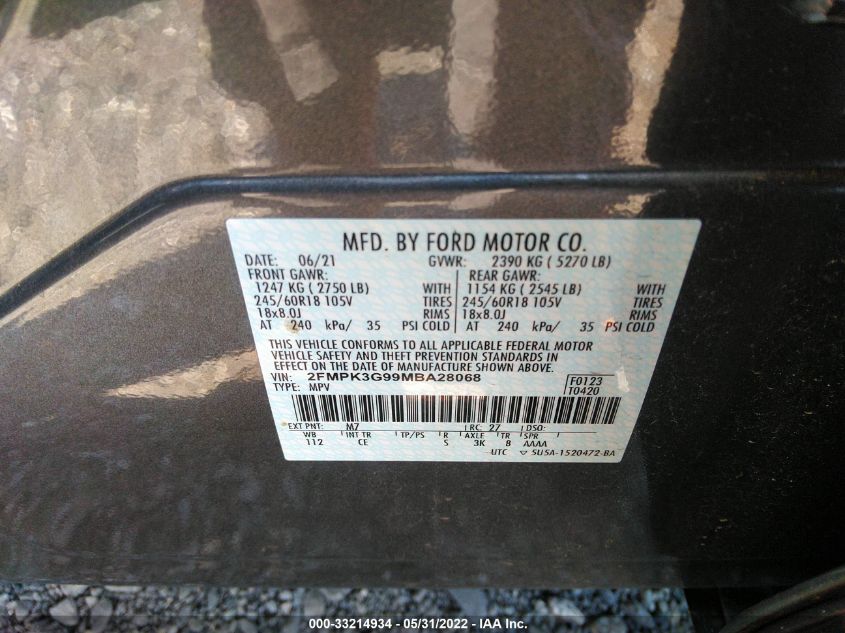 MFD. BY FORD MOTOR CO.
DATE: 06/21 GVWR: 2390 KG ( 5270 LB)
FRONT GAWR: REAR GAWR:
1247 KG ( 2750 LB) WITH 1154 KG ( 2545 LB) WITH
245/60R18 105V TIRES 245/60R18 105V TIRES
18x8.0J RIMS 18x8.0J RIMS
AT 240 kPa/ 35 PSI COLD AT 240 kPa/ 35 PSI COLD
THIS VEHICLE CONFORMS TO ALL APPLICABLE FEDERAL MOTOR
VEHICLE SAFETY AND THEFT PREVENTION STANDARDS IN
EFFECT ON THE DATE OF MANUFACTURE SHOWN ABOVE.
VIN: 2FMPK3G99MBA28068 F0123
TYPE: MPV T0420
EXT PNT: M7 RC: 27 DSO:
WB INT TR TP/PS R AXLE TR SPR
112 CE S 3K 8 AAAA
UTC ▽ 5U5A-1520472-BA
000-33214934 - 05/31/2022 - IAA Inc.